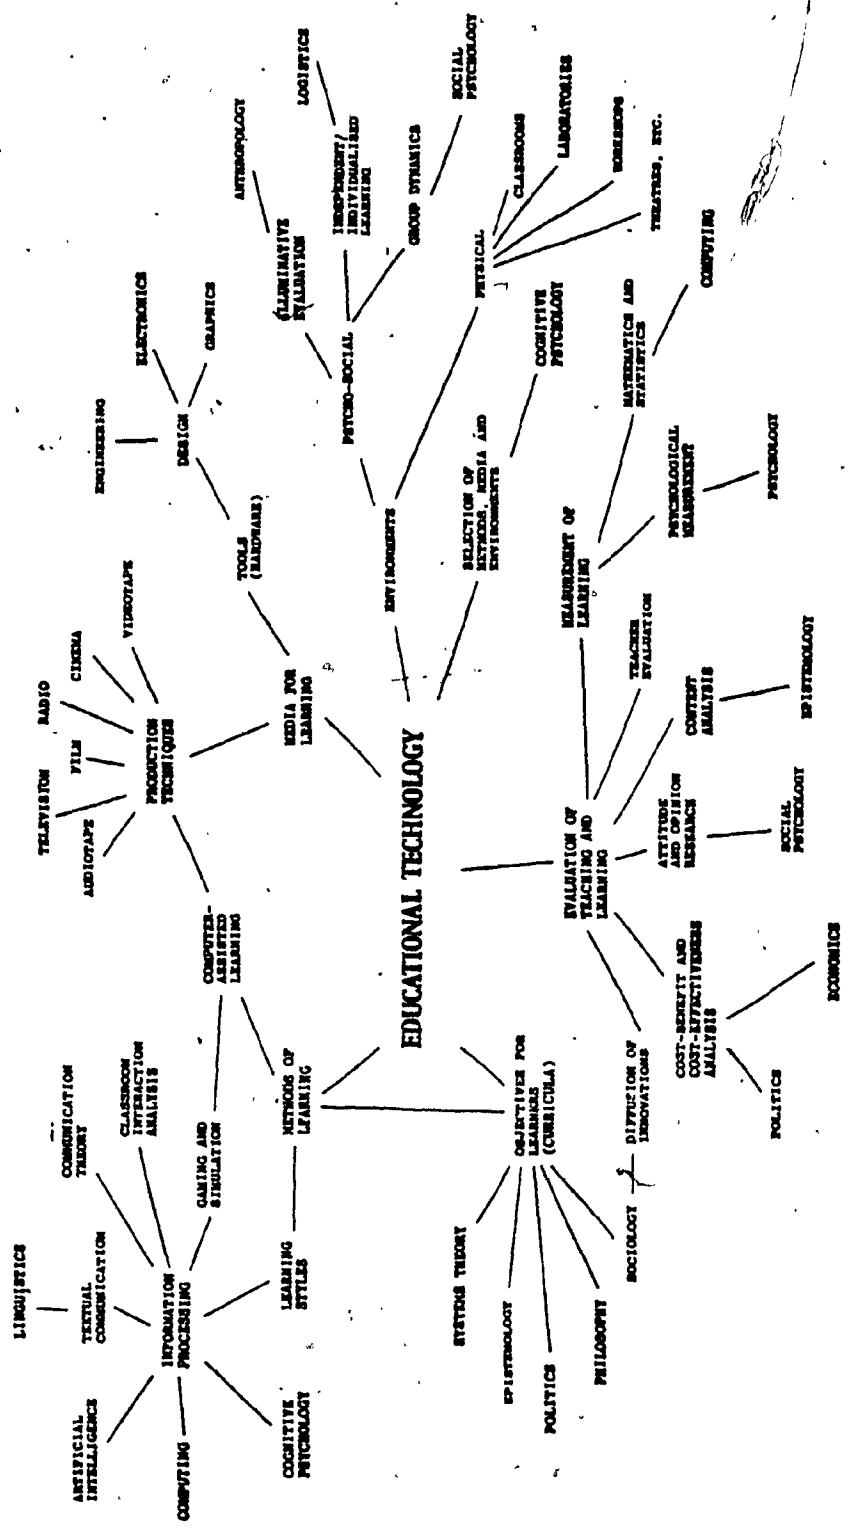 LINGUISTICS
TELEVISION
RADIO
ARTIFICIAL
INTELLIGENCE
TEXTUAL
COMMUNICATION
COMMUNICATION
THEORY
CLASSROOM
INTERACTION
ANALYSIS
AUDIOTAPE
FILM
CINEMA
VIDEOTAPE
ENGINEERING
ELECTRONICS
COMPUTING
INFORMATION
PROCESSING
PRODUCTION
TECHNIQUES
DESIGN
GRAPHICS
GAMING AND
SIMULATION
COMPUTER-
ASSISTED
LEARNING
TOOLS
(HARDWARE)
ANTHROPOLOGY
COGNITIVE
PSYCHOLOGY
LEARNING
STYLES
METHODS OF
LEARNING
MEDIA FOR
LEARNING
ILLUMINATIVE
EVALUATION
LOGISTICS
PSYCHO-SOCIAL
INDEPENDENT/
INDIVIDUALISED
LEARNING
EDUCATIONAL TECHNOLOGY
ENVIRONMENTS
GROUP DYNAMICS
SOCIAL
PSYCHOLOGY
SYSTEMS THEORY
SELECTION OF
METHODS, MEDIA AND
ENVIRONMENTS
PHYSICAL
CLASSROOMS
EPISTEMOLOGY
OBJECTIVES FOR
LEARNERS
(CURRICULA)
COGNITIVE
PSYCHOLOGY
LABORATORIES
POLITICS
EVALUATION OF
TEACHING AND
LEARNING
MEASUREMENT OF
LEARNING
WORKSHOPS
PHILOSOPHY
SOCIOLOGY
DIFFUSION OF
INNOVATIONS
TEACHER
EVALUATION
MATHEMATICS AND
STATISTICS
THEATRES, ETC.
COST-BENEFIT AND
COST-EFFECTIVENESS
ANALYSIS
ATTITUDE
AND OPINION
RESEARCH
CONTENT
ANALYSIS
PSYCHOLOGICAL
MEASUREMENT
COMPUTING
POLITICS
SOCIAL
PSYCHOLOGY
EPISTEMOLOGY
PSYCHOLOGY
ECONOMICS